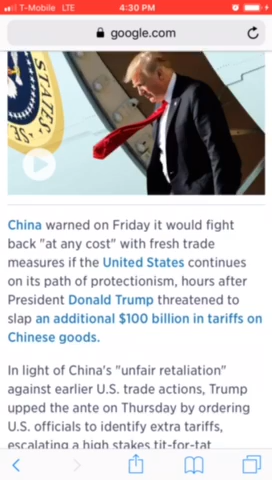 T-Mobile LTE 4:30 PM
google.com
STATES
China warned on Friday it would fight
back "at any cost" with fresh trade
measures if the United States continues
on its path of protectionism, hours after
President Donald Trump threatened to
slap an additional $100 billion in tariffs on
Chinese goods.
In light of China's "unfair retaliation"
against earlier U.S. trade actions, Trump
upped the ante on Thursday by ordering
U.S. officials to identify extra tariffs,
escalating a high stakes tit-for-tat